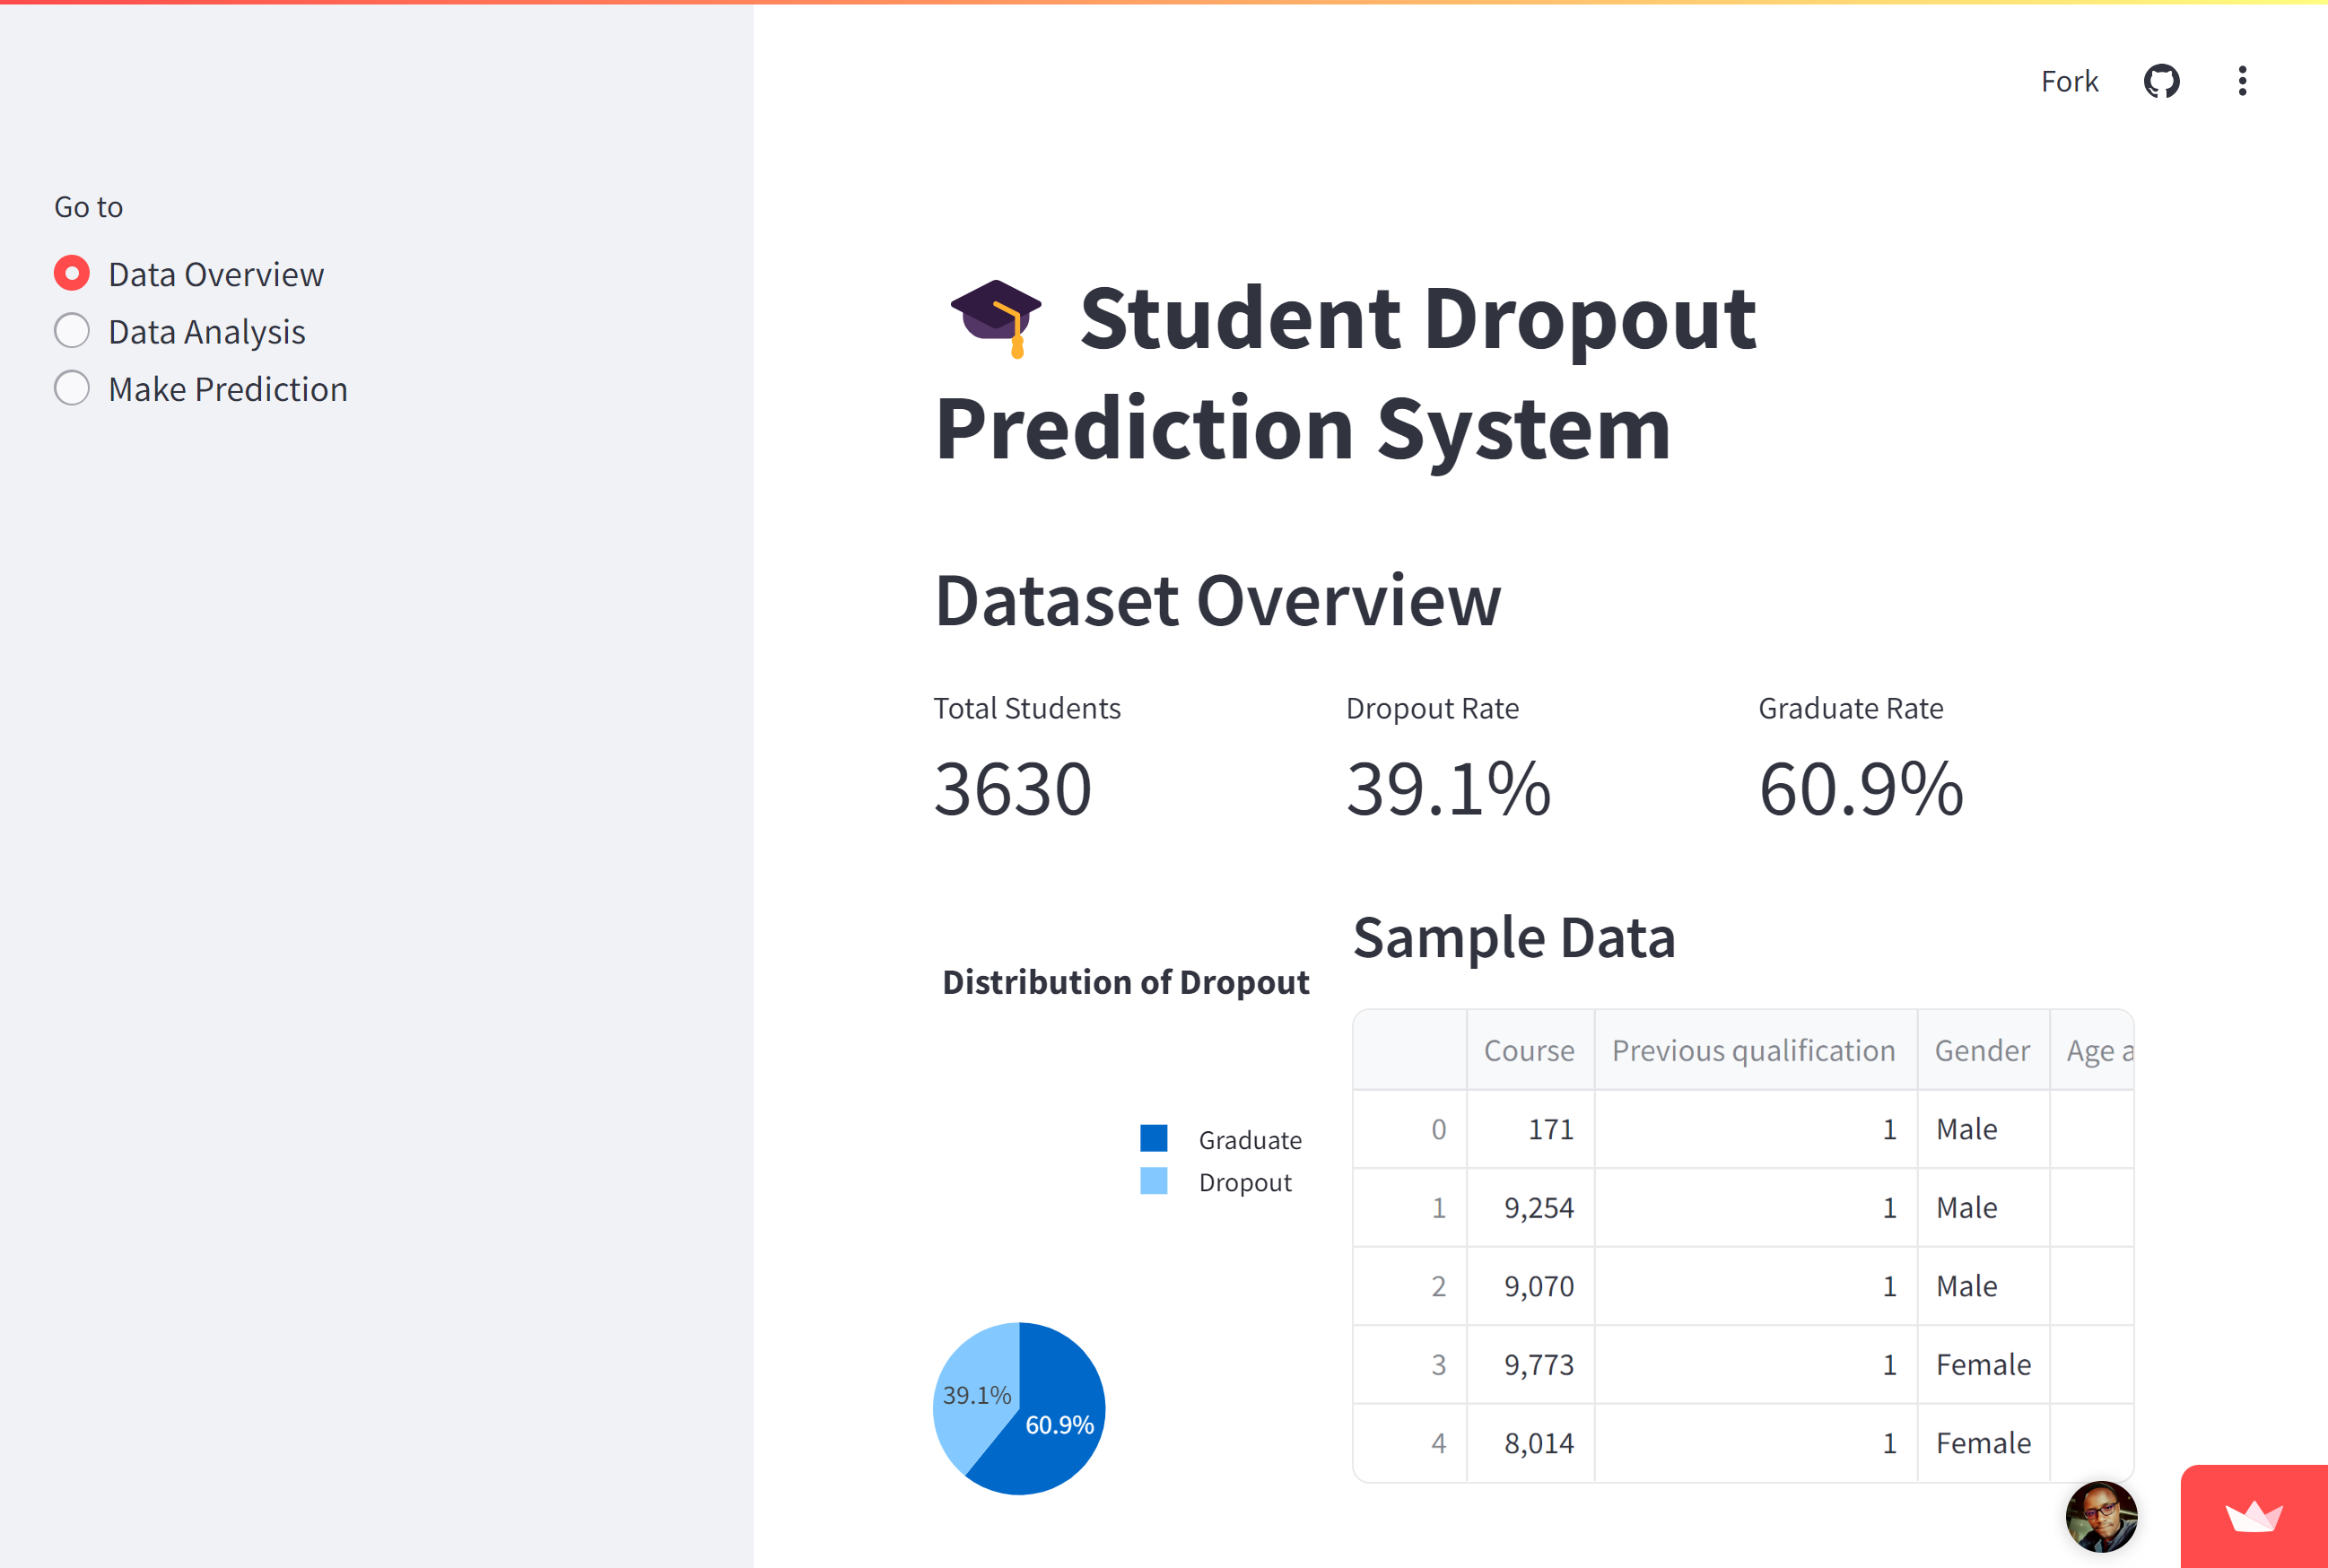 Fork
Go to
Data Overview
Data Analysis
Make Prediction
Student Dropout
Prediction System
Dataset Overview
Total Students
Dropout Rate
Graduate Rate
3630
39.1%
60.9%
Distribution of Dropout
Graduate
Dropout
39.1%
60.9%
Sample Data
Course Previous qualification Gender Age a
0 171 1 Male
1 9,254 1 Male
2 9,070 1 Male
3 9,773 1 Female
4 8,014 1 Female